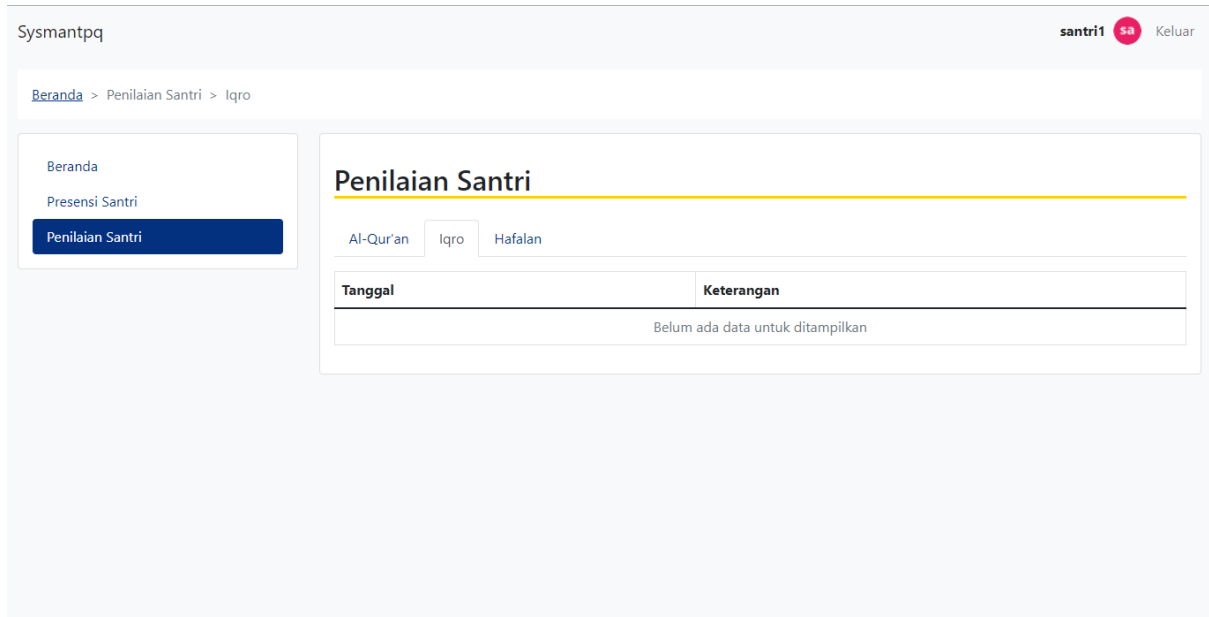 Sysmantpq
santri1 sa Keluar
Beranda > Penilaian Santri > Iqro
Beranda
Presensi Santri
Penilaian Santri
Penilaian Santri
Al-Qur'an Iqro Hafalan
Tanggal Keterangan
Belum ada data untuk ditampilkan